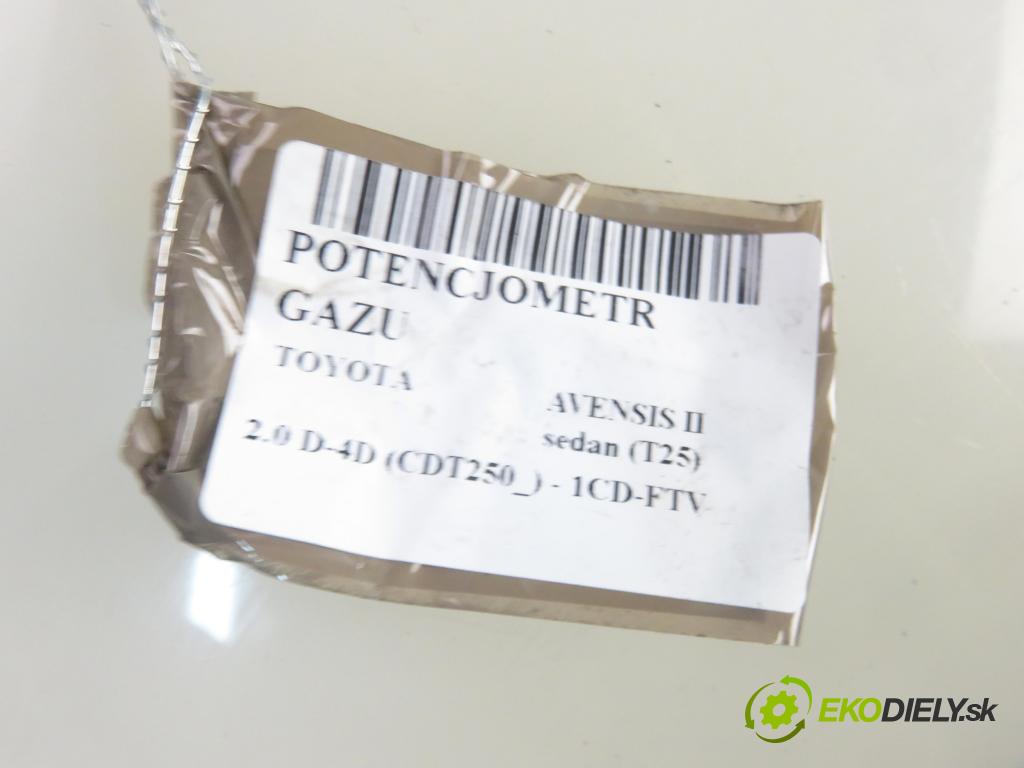 POTENCJOMETR
GAZU
TOYOTA
AVENSIS II
sedan (T25)
2.0 D-4D (CDT250_) - 1CD-FTV
EKODIELY.sk